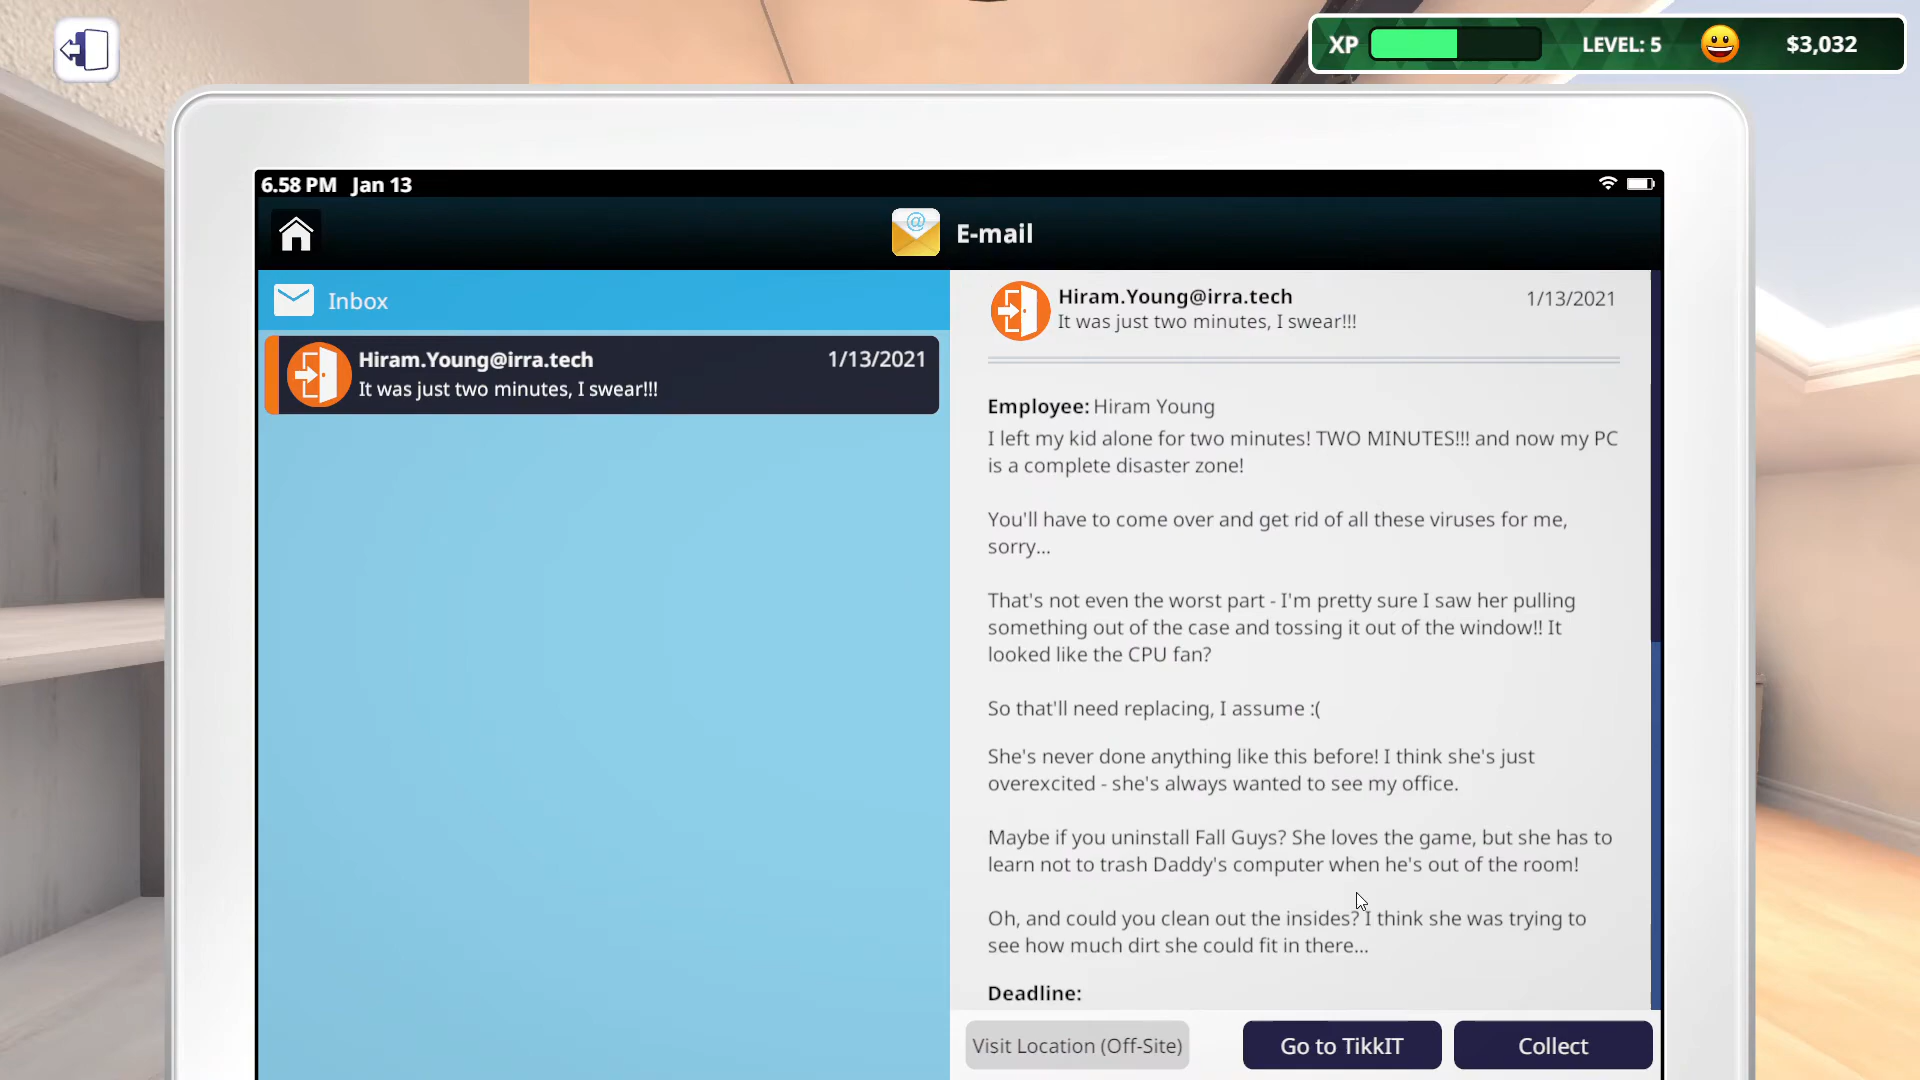 XP LEVEL: 5 $3,032
6.58 PM Jan 13
@ E-mail
Inbox
Hiram.Young@irra.tech 1/13/2021
It was just two minutes, I swear!!!
Hiram.Young@irra.tech 1/13/2021
It was just two minutes, I swear!!!
Employee: Hiram Young
I left my kid alone for two minutes! TWO MINUTES!!! and now my PC
is a complete disaster zone!
You'll have to come over and get rid of all these viruses for me,
sorry...
That's not even the worst part - I'm pretty sure I saw her pulling
something out of the case and tossing it out of the window!! It
looked like the CPU fan?
So that'll need replacing, I assume :(
She's never done anything like this before! I think she's just
overexcited - she's always wanted to see my office.
Maybe if you uninstall Fall Guys? She loves the game, but she has to
learn not to trash Daddy's computer when he's out of the room!
Oh, and could you clean out the insides? I think she was trying to
see how much dirt she could fit in there...
Deadline:
Visit Location (Off-Site) Go to TikkIT Collect